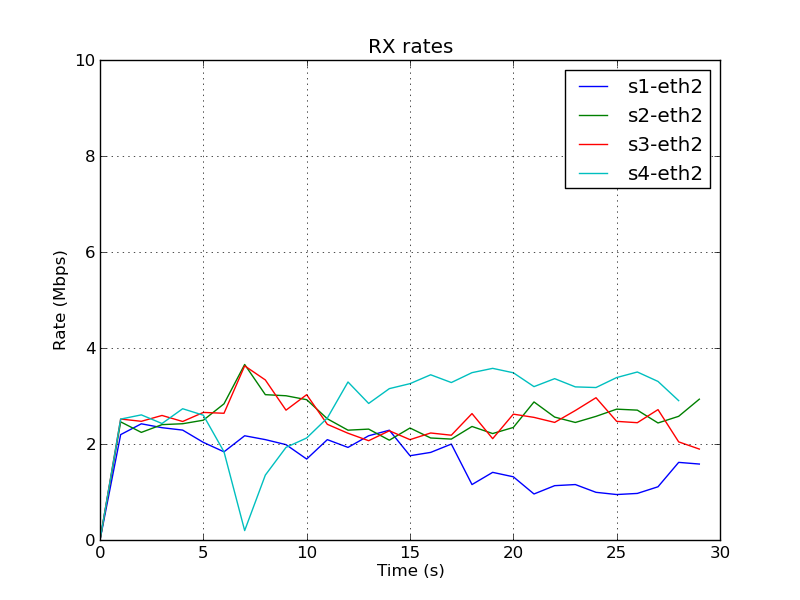 RX rates
10
8
6
4
2
0
Rate (Mbps)
s1-eth2
s2-eth2
s3-eth2
s4-eth2
0 5 10 15 20 25 30
Time (s)